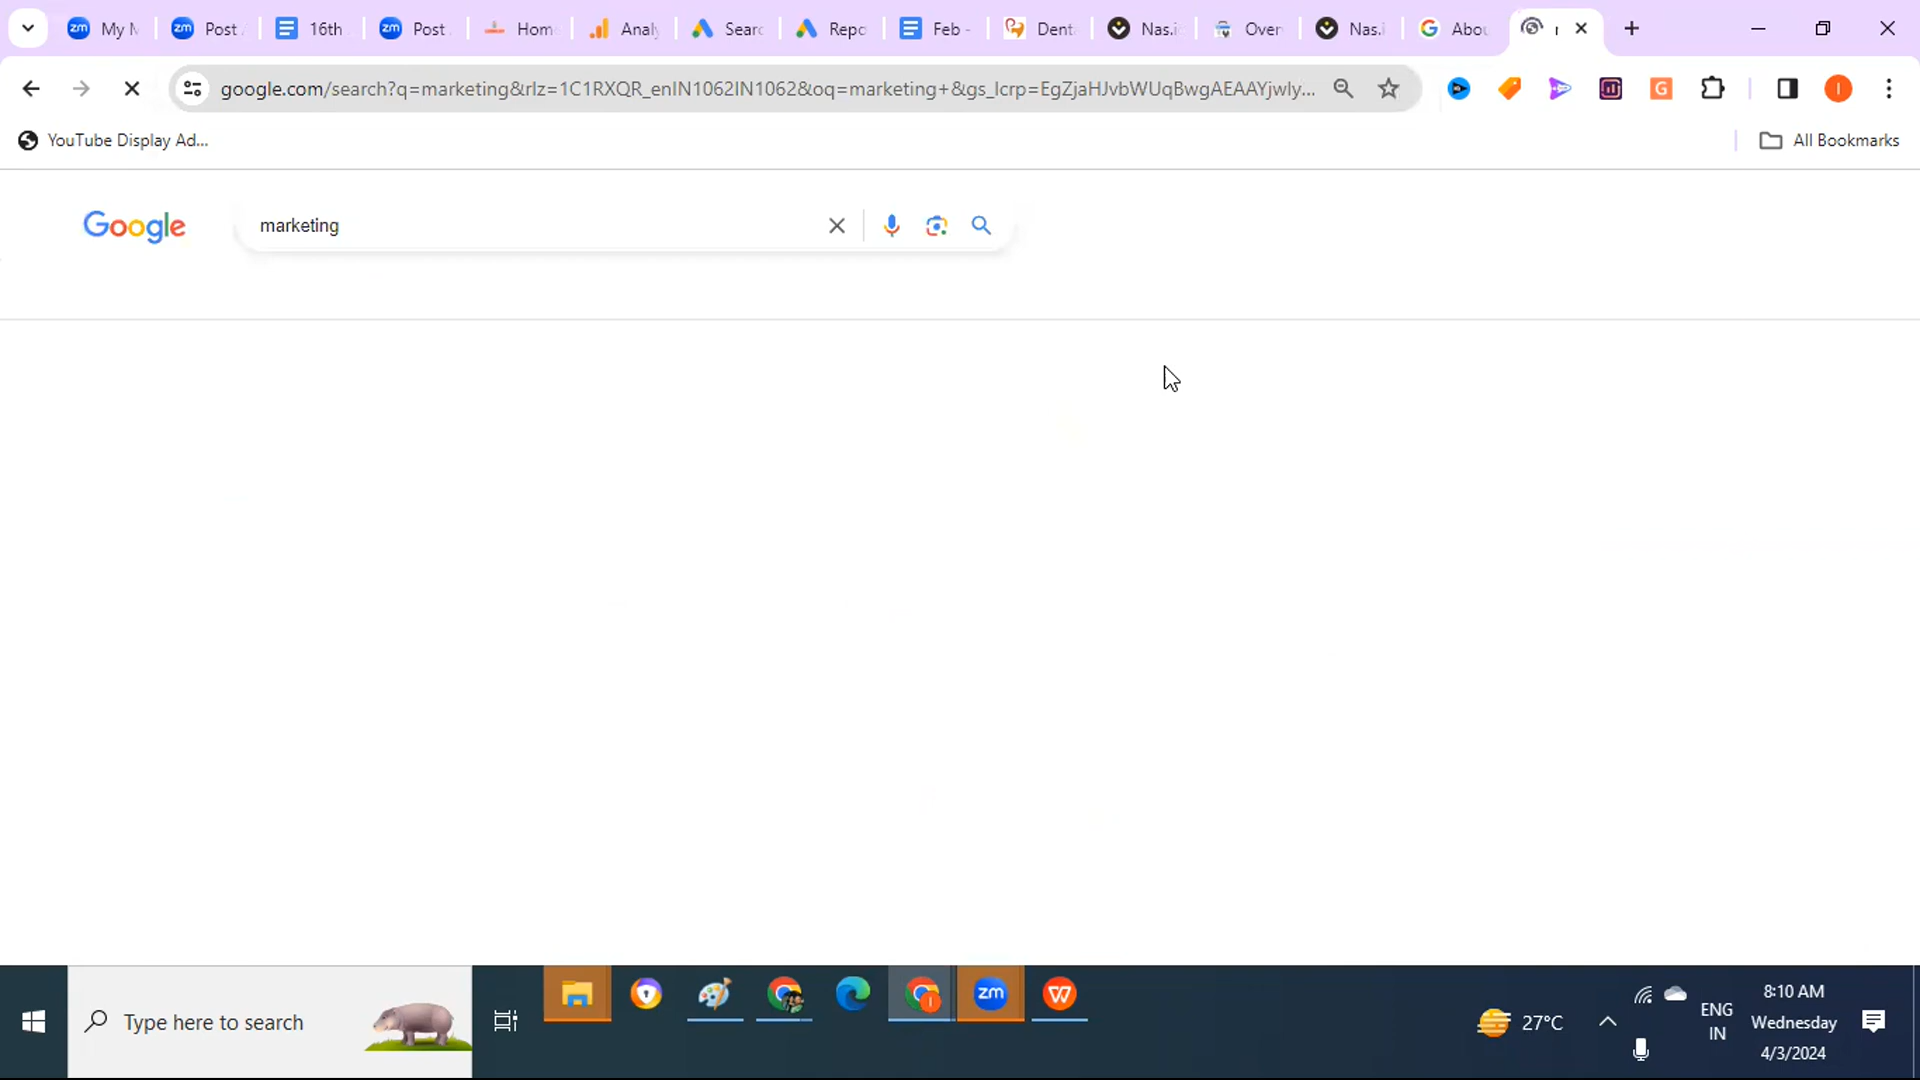 My M
Post
16th
Post
Hom
Analy
Searc
Repo
Feb -
Dent
Nas.i
Over
Nas.i
Abou
google.com/search?q=marketing&rlz=1C1RXQR_enIN1062IN1062&oq=marketing+&gs_lcrp=EgZjaHJvbWUqBwgAEAAYjwIy...
YouTube Display Ad...
All Bookmarks
Google
marketing
Type here to search
zm
27°C
ENG
IN
8:10 AM
Wednesday
4/3/2024